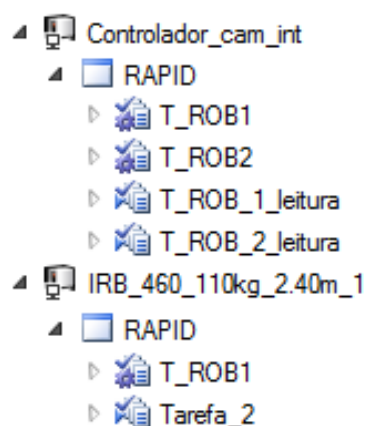 Controlador_cam_int
RAPID
T_ROB1
T_ROB2
T_ROB_1_leitura
T_ROB_2_leitura
IRB_460_110kg_2.40m_1
RAPID
T_ROB1
Tarefa_2